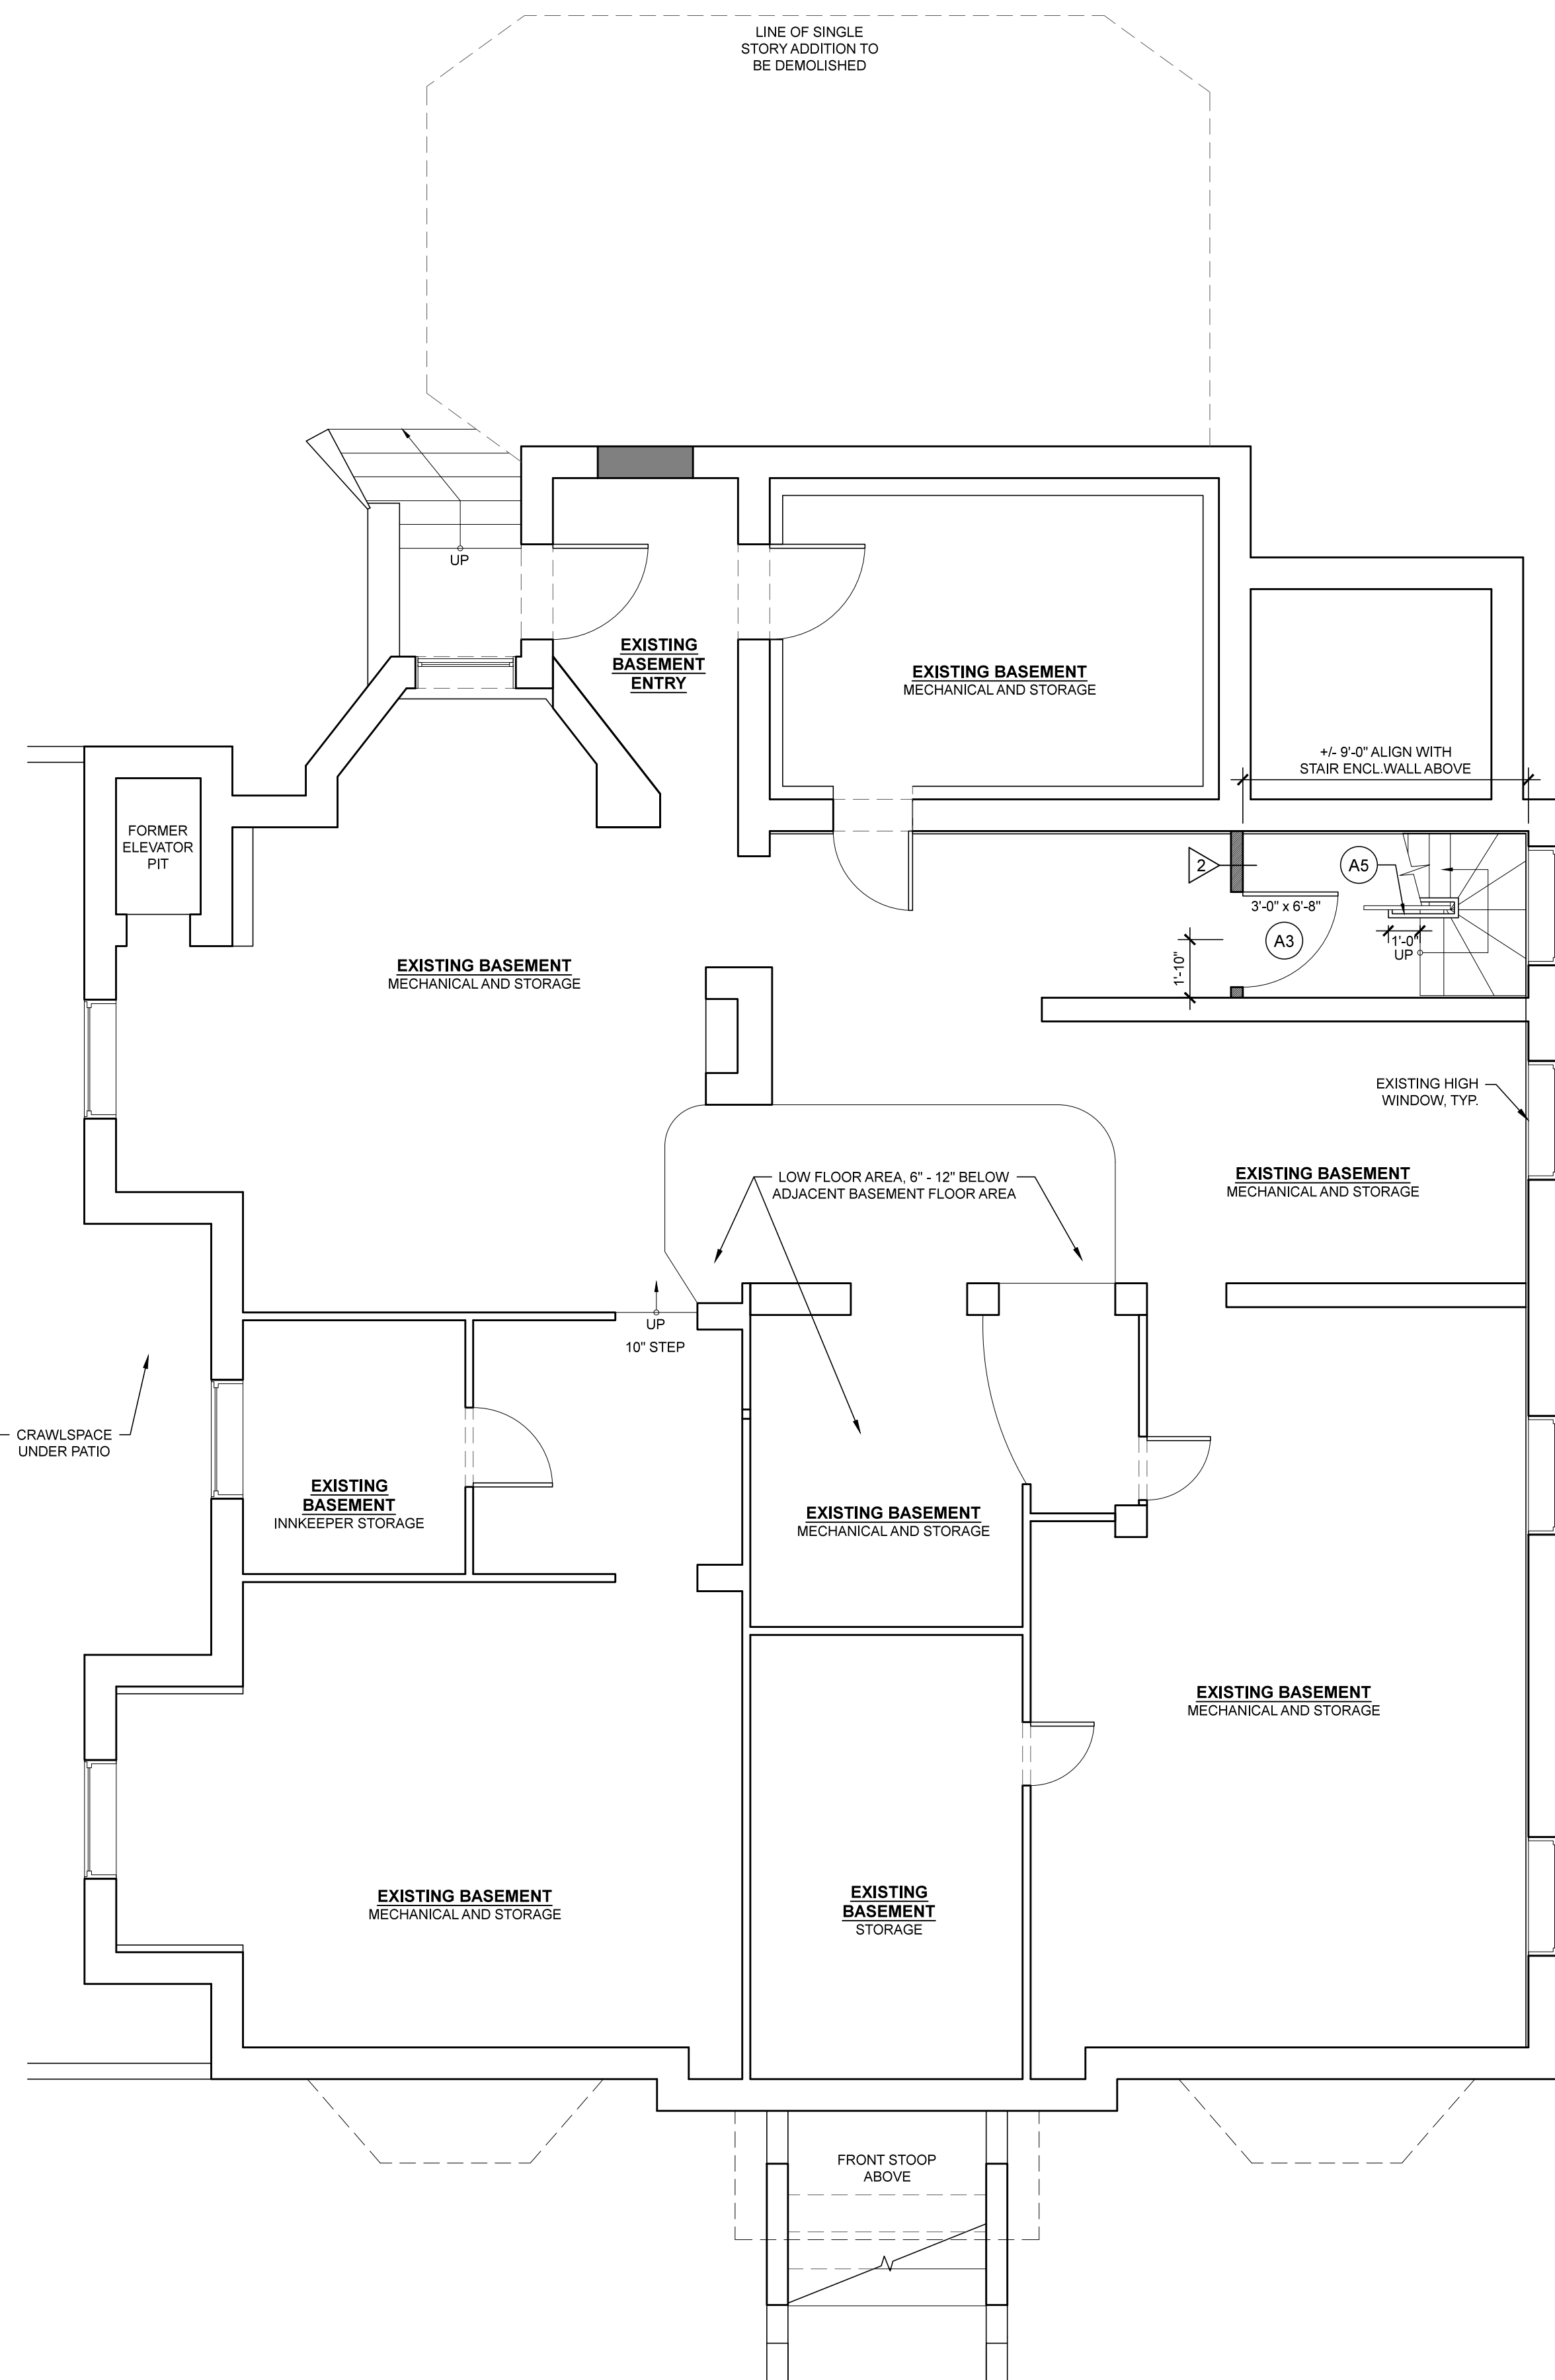 LINE OF SINGLE
STORY ADDITION TO
BE DEMOLISHED
UP
EXISTING
BASEMENT
ENTRY
EXISTING BASEMENT
MECHANICAL AND STORAGE
+/- 9'-0" ALIGN WITH
STAIR ENCL.WALL ABOVE
FORMER
ELEVATOR
PIT
2
A5
3'-0" x 6'-8"
A3
1'-0"
UP
1'-10"
EXISTING BASEMENT
MECHANICAL AND STORAGE
EXISTING HIGH
WINDOW, TYP.
LOW FLOOR AREA, 6" - 12" BELOW
ADJACENT BASEMENT FLOOR AREA
EXISTING BASEMENT
MECHANICAL AND STORAGE
UP
10" STEP
CRAWLSPACE
UNDER PATIO
EXISTING
BASEMENT
INNKEEPER STORAGE
EXISTING BASEMENT
MECHANICAL AND STORAGE
EXISTING BASEMENT
MECHANICAL AND STORAGE
EXISTING BASEMENT
MECHANICAL AND STORAGE
EXISTING
BASEMENT
STORAGE
FRONT STOOP
ABOVE